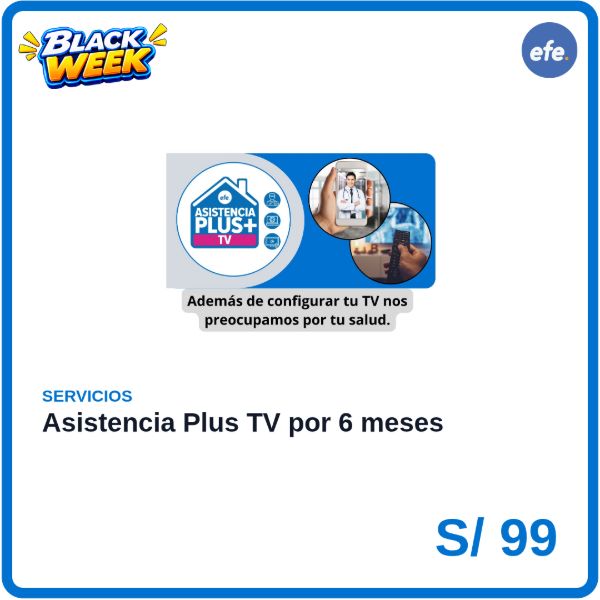 BLACK
WEEK
efe.
efe
ASISTENCIA
PLUS+
TV
Además de configurar tu TV nos
preocupamos por tu salud.
SERVICIOS
Asistencia Plus TV por 6 meses
S/ 99